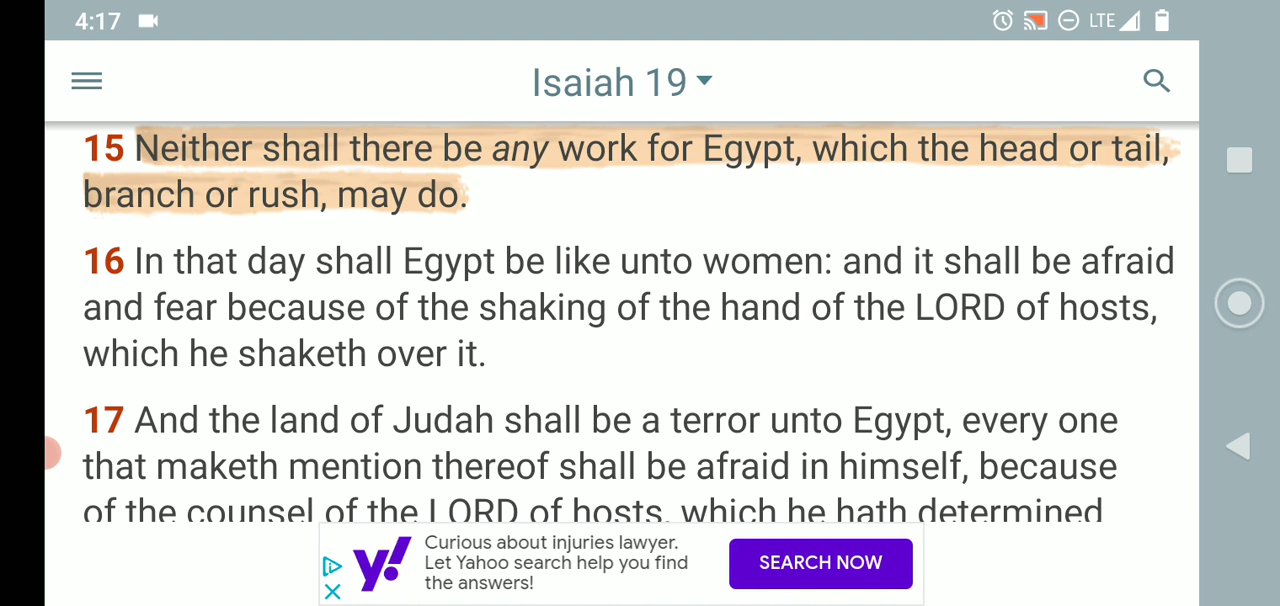 4:17
LTE
Isaiah 19
15 Neither shall there be any work for Egypt, which the head or tail,
branch or rush, may do.
16 In that day shall Egypt be like unto women: and it shall be afraid
and fear because of the shaking of the hand of the LORD of hosts,
which he shaketh over it.
17 And the land of Judah shall be a terror unto Egypt, every one
that maketh mention thereof shall be afraid in himself, because
of the counsel of the LORD of hosts, which he hath determined
y!
Curious about injuries lawyer.
Let Yahoo search help you find
the answers!
SEARCH NOW